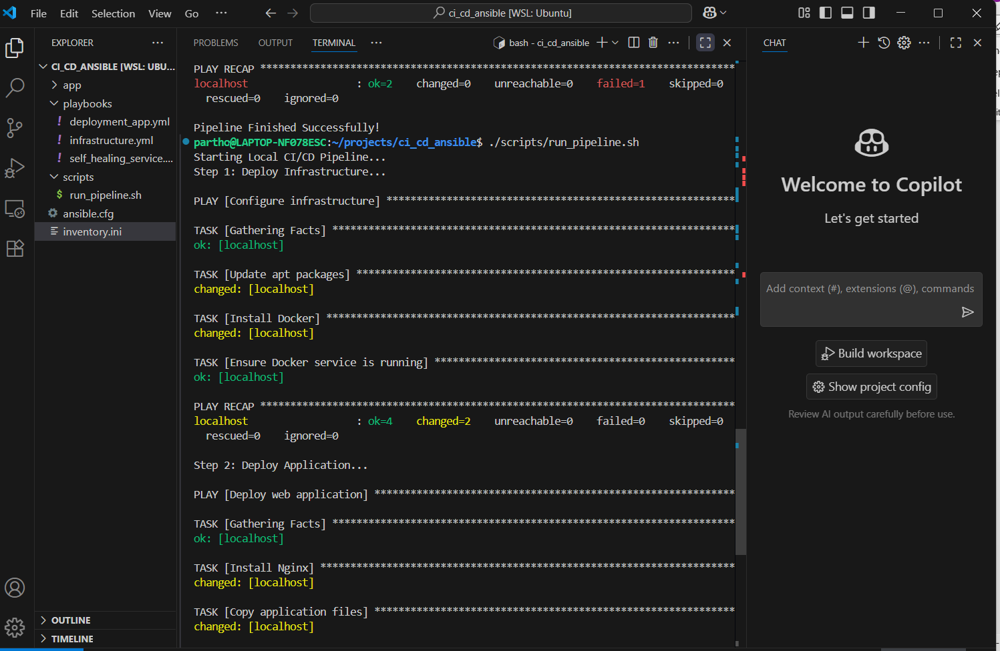 File Edit Selection View Go ··· ci_cd_ansible [WSL: Ubuntu]
EXPLORER ···
CI_CD_ANSIBLE [WSL: UBU...
app
playbooks
! deployment_app.yml
! infrastructure.yml
! self_healing_service....
scripts
$ run_pipeline.sh
ansible.cfg
inventory.ini
OUTLINE
TIMELINE
PROBLEMS OUTPUT TERMINAL ··· bash - ci_cd_ansible ···
PLAY RECAP *******************************************************************************
localhost : ok=2 changed=0 unreachable=0 failed=1 skipped=0
rescued=0 ignored=0
Pipeline Finished Successfully!
partho@LAPTOP-NF078ESC:~/projects/ci_cd_ansible$ ./scripts/run_pipeline.sh
Starting Local CI/CD Pipeline...
Step 1: Deploy Infrastructure...
PLAY [Configure infrastructure] **********************************************************
TASK [Gathering Facts] *******************************************************************
ok: [localhost]
TASK [Update apt packages] ***************************************************************
changed: [localhost]
TASK [Install Docker] ********************************************************************
changed: [localhost]
TASK [Ensure Docker service is running] **************************************************
ok: [localhost]
PLAY RECAP *******************************************************************************
localhost : ok=4 changed=2 unreachable=0 failed=0 skipped=0
rescued=0 ignored=0
Step 2: Deploy Application...
PLAY [Deploy web application] ************************************************************
TASK [Gathering Facts] *******************************************************************
ok: [localhost]
TASK [Install Nginx] *********************************************************************
changed: [localhost]
TASK [Copy application files] ************************************************************
changed: [localhost]
CHAT ···
Welcome to Copilot
Let's get started
Add context (#), extensions (@), commands
Build workspace
Show project config
Review AI output carefully before use.